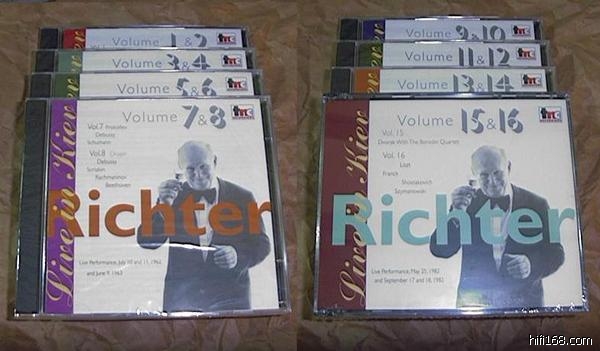 Volume 1&2
Volume 3&4
Volume 5&6
Volume 7&8
Live in Kiev
Vol.7 Prokofiev
Debussy
Schumann
Vol.8 Chopin
Debussy
Scriabin
Rachmaninov
Beethoven
Richter
Live Performance, July 10 and 11, 1962
and June 9, 1963
Volume 9&10
Volume 11&12
Volume 13&14
Volume 15&16
Live in Kiev
Vol. 15
Dvorak With The Borodin Quartet
Vol. 16
Liszt
Franck
Shostakovich
Szymanowski
Richter
Live Performance, May 25, 1982
and September 17 and 18, 1982
hifi168.com